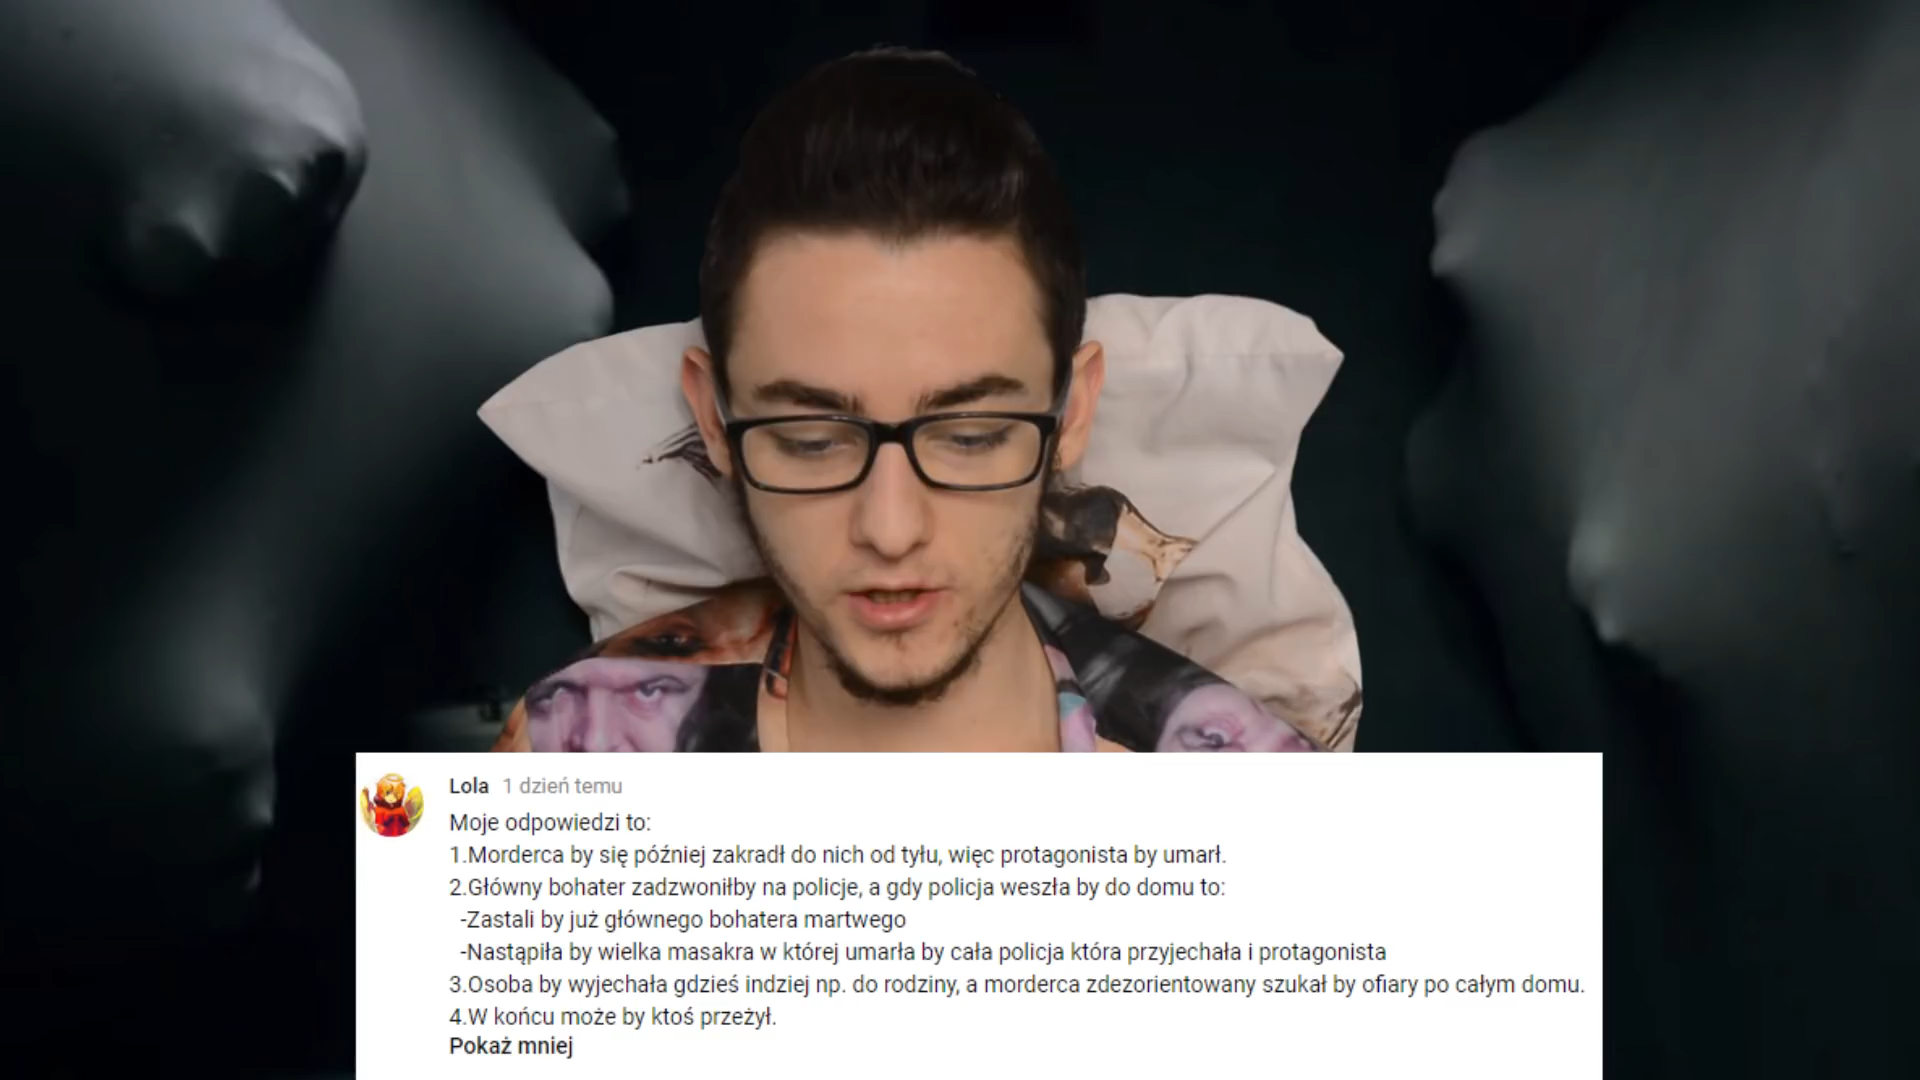 Lola 1 dzień temu
Moje odpowiedzi to:
1.Morderca by się później zakradł do nich od tyłu, więc protagonista by umarł.
2.Główny bohater zadzwoniłby na policje, a gdy policja weszła by do domu to:
-Zastali by już głównego bohatera martwego
-Nastąpiła by wielka masakra w której umarła by cała policja która przyjechała i protagonista
3.Osoba by wyjechała gdzieś indziej np. do rodziny, a morderca zdezorientowany szukał by ofiary po całym domu.
4.W końcu może by ktoś przeżył.
Pokaż mniej